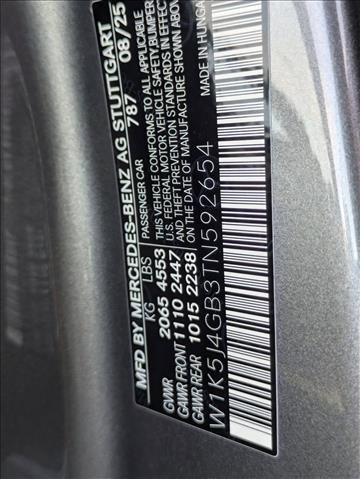 MFD BY MERCEDES-BENZ AG STUTTGART
PASSENGER CAR 787 08/25
KG LBS
GVWR 2065 4553
GAWR FRONT 1110 2447
GAWR REAR 1015 2238
THIS VEHICLE CONFORMS TO ALL APPLICABLE
U.S. FEDERAL MOTOR VEHICLE SAFETY, BUMPER
AND THEFT PREVENTION STANDARDS IN EFFECT
ON THE DATE OF MANUFACTURE SHOWN ABOVE
MADE IN HUNGA
W1K5J4GB3TN592654